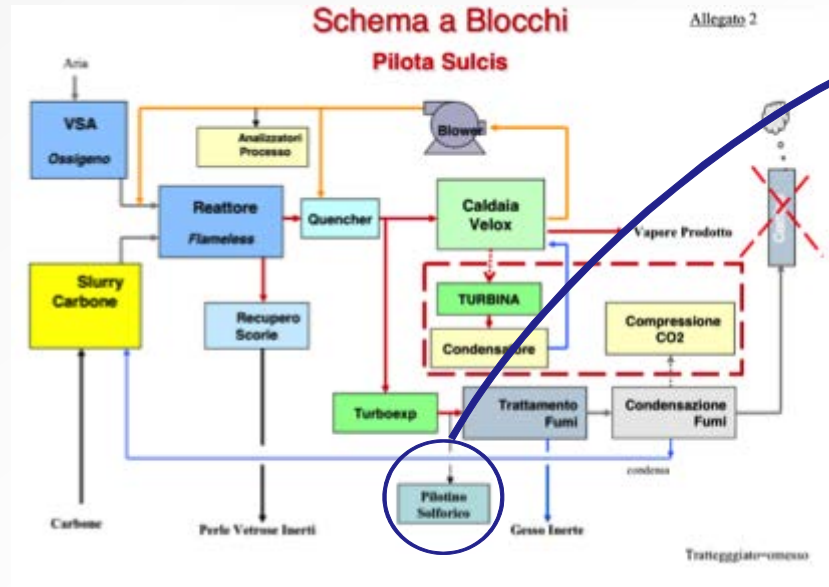 Schema a Blocchi
Allegato 2
Pilota Sulcis
Aria
VSA
Ossigeno
Analizzatori
Processo
Blower
Reattore
Flameless
Quencher
Caldaia
Velox
Vapore Prodotto
Slurry
Carbone
Recupero
Scorie
TURBINA
Condensatore
Compressione
CO2
Turboexp
Trattamento
Fumi
Condensazione
Fumi
condensa
Pilotino
Solforico
Carbone
Perle Vetrose Inerti
Gesso Inerte
Trattegggiato=omesso